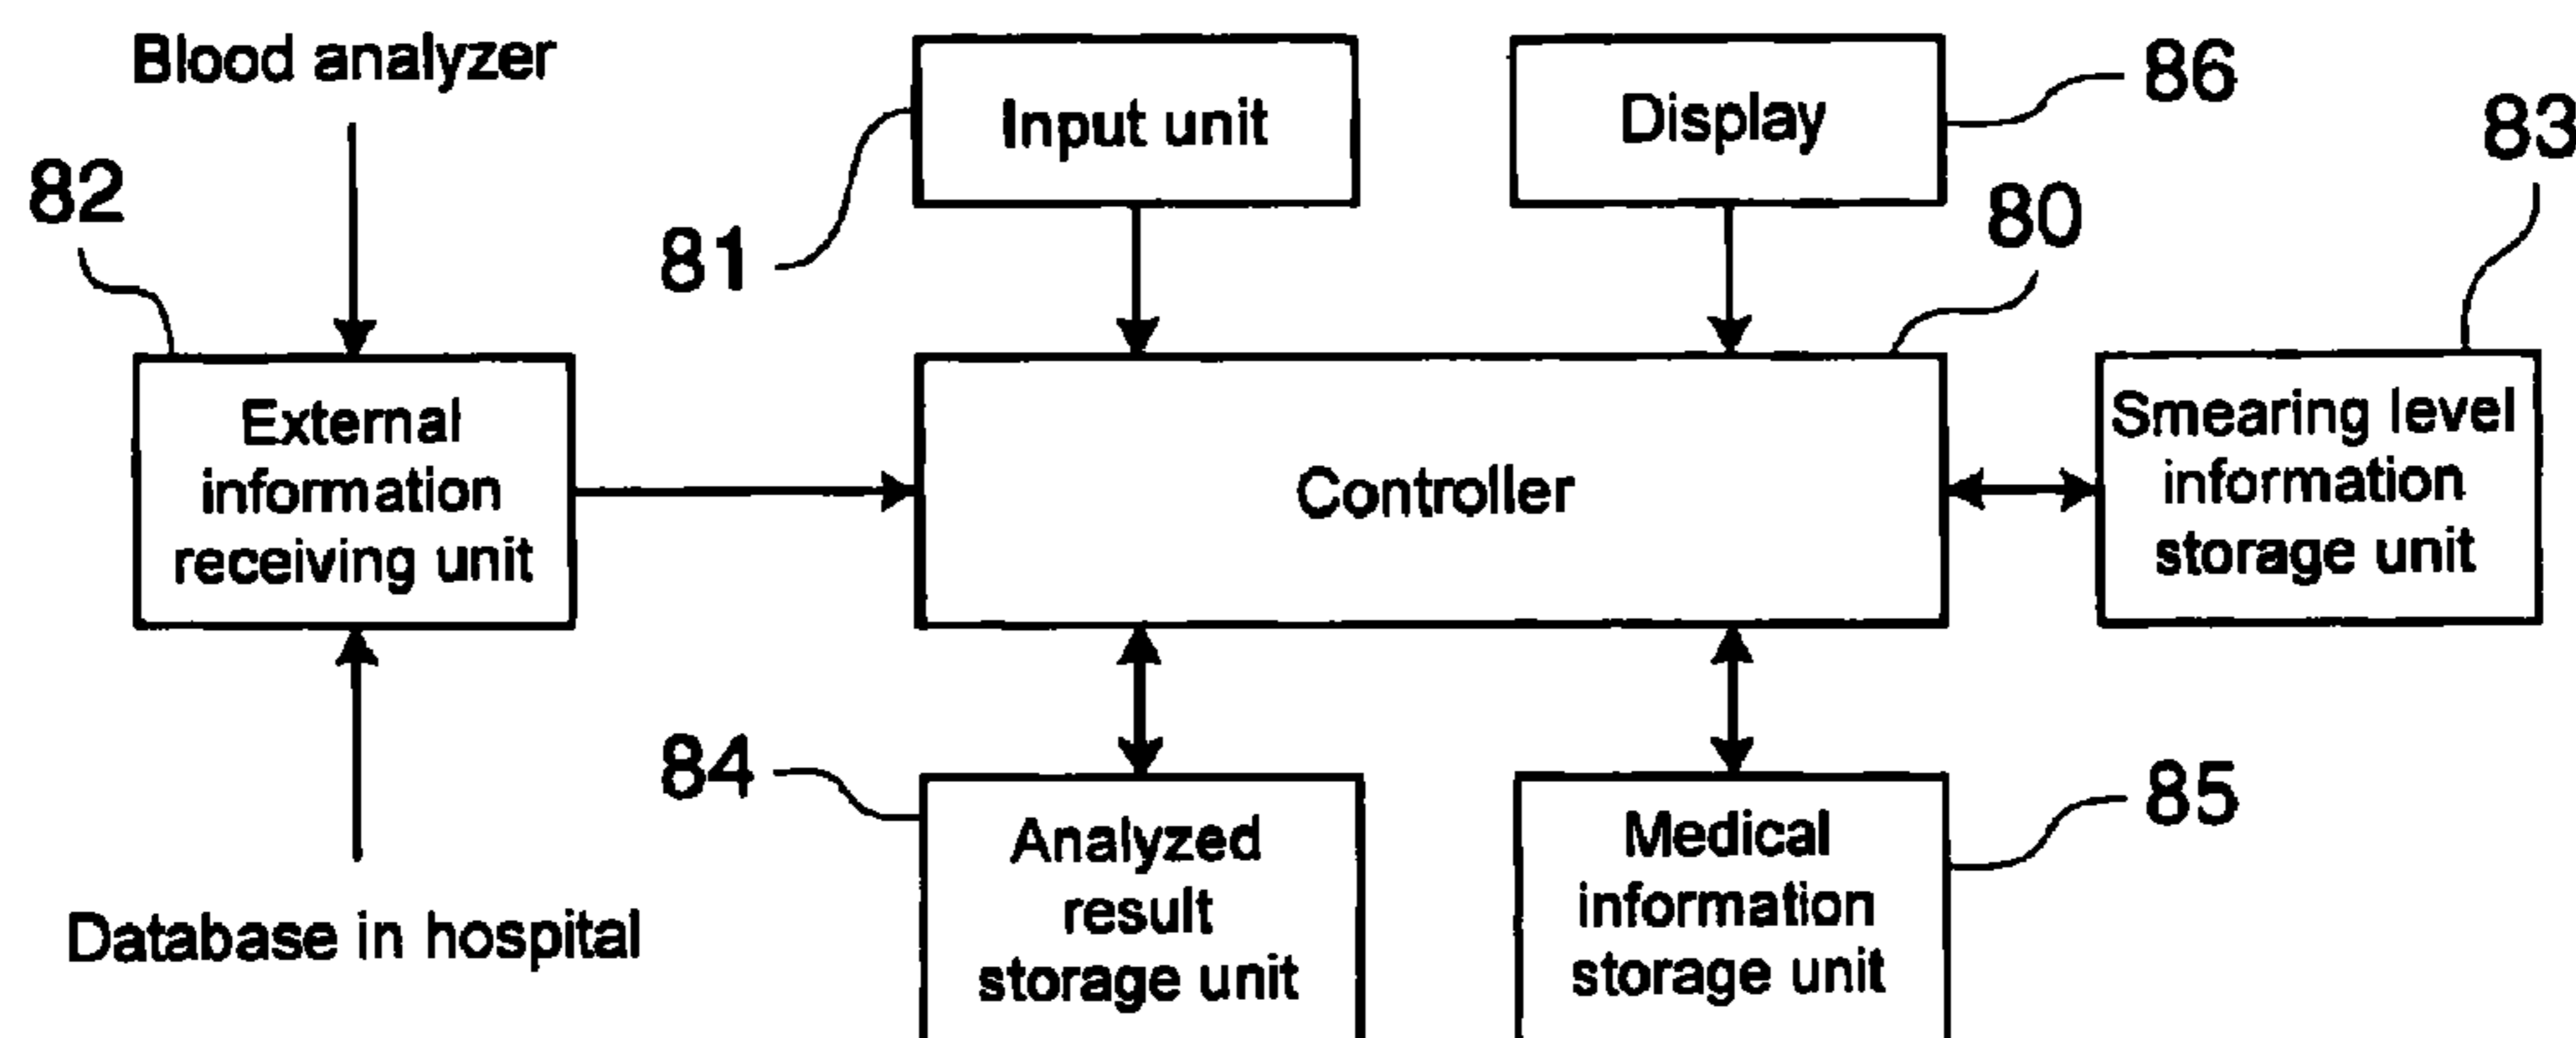 Blood analyzer
Input unit
Display
86
83
82
81
80
External
information
receiving unit
Controller
Smearing level
information
storage unit
84
Analyzed
result
storage unit
Medical
information
storage unit
85
Database in hospital